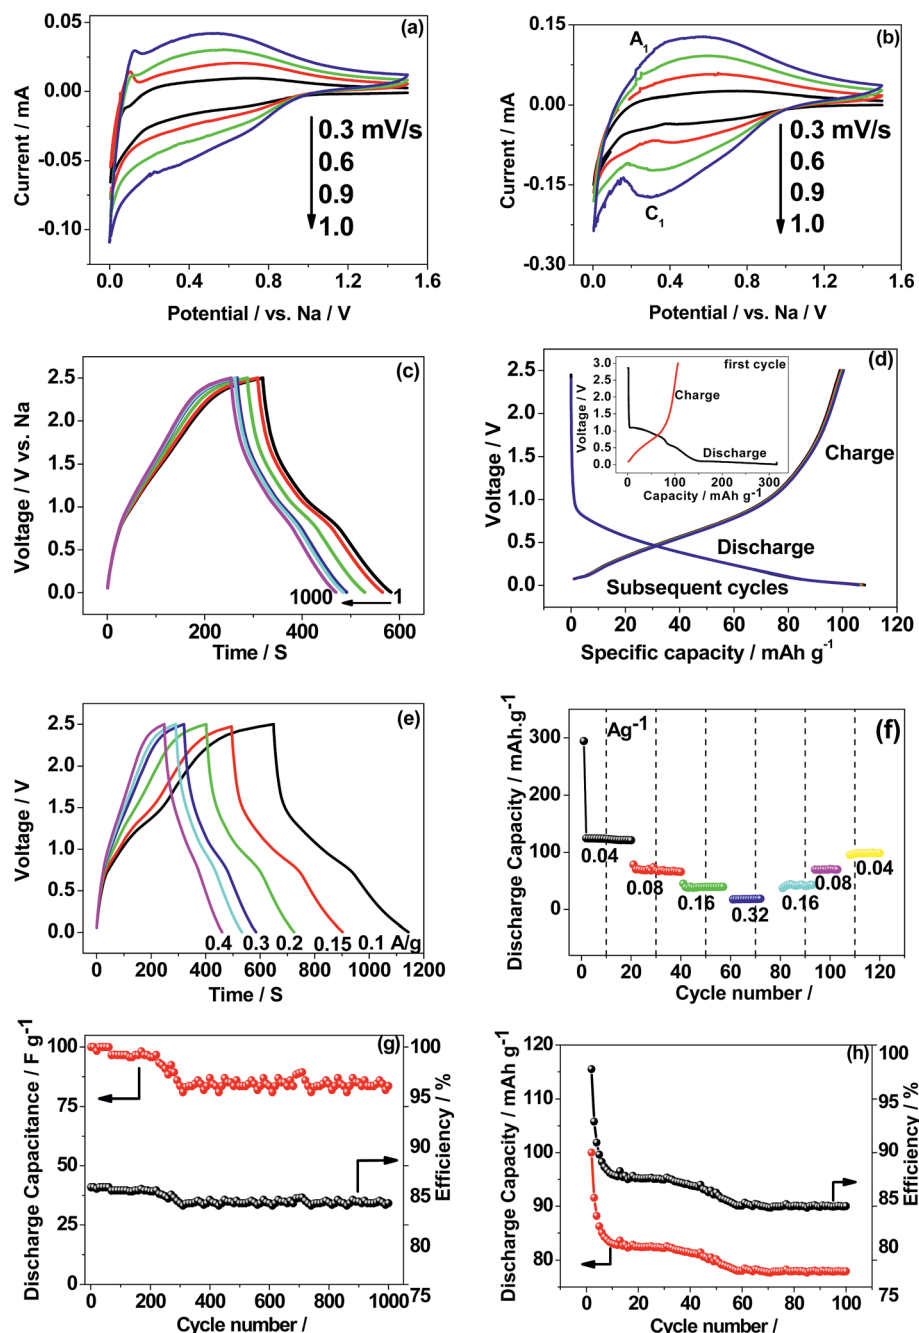 (a)
0.05
0.00
-0.05
-0.10
Current / mA
0.3 mV/s
0.6
0.9
1.0
0.0 0.4 0.8 1.2 1.6
Potential / vs. Na / V
(b)
0.15
0.00
-0.15
-0.30
Current / mA
A1
C1
0.3 mV/s
0.6
0.9
1.0
0.0 0.4 0.8 1.2 1.6
Potential / vs. Na / V
(c)
2.5
2.0
1.5
1.0
0.5
0.0
Voltage / V vs. Na
1000 1
0 200 400 600
Time / S
(d)
2.5
2.0
1.5
1.0
0.5
0.0
Voltage / V
first cycle
3.0
2.5
2.0
1.5
1.0
0.5
0.0
Voltage / V
Charge
Discharge
0 100 200 300
Capacity / mAh g-1
Charge
Discharge
Subsequent cycles
0 20 40 60 80 100 120
Specific capacity / mAh g-1
(e)
2.5
2.0
1.5
1.0
0.5
0.0
Voltage / V
0.4 0.3 0.2 0.15 0.1 A/g
0 200 400 600 800 1000 1200
Time / S
(f)
Ag-1
300
200
100
0
Discharge Capacity / mAh.g-1
0.04
0.08
0.16
0.32
0.16
0.08
0.04
0 20 40 60 80 100 120
Cycle number /
(g)
100
75
50
25
0
Discharge Capacitance / F g-1
100
95
90
85
80
75
Efficiency / %
0 200 400 600 800 1000
Cycle number /
(h)
115
110
100
90
80
Discharge Capacity / mAh g-1
100
95
90
85
80
75
Efficiency / %
0 20 40 60 80 100
Cycle number /